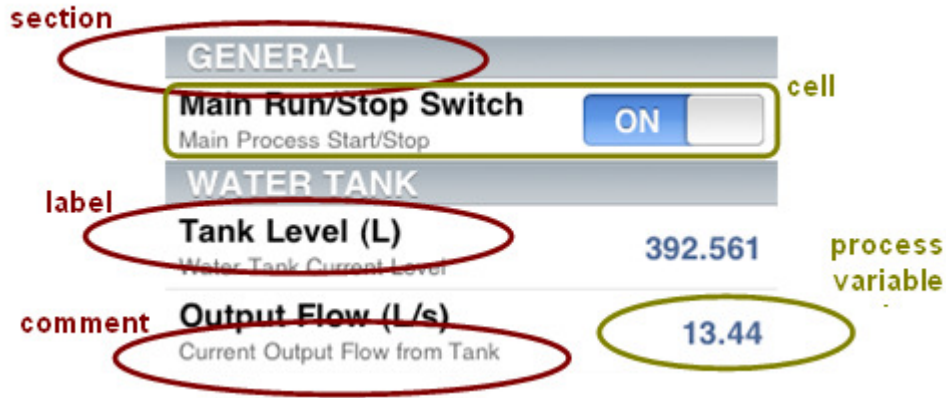 section
GENERAL
cell
Main Run/Stop Switch
ON
Main Process Start/Stop
WATER TANK
label
Tank Level (L)
392.561
Water Tank Current Level
process
variable
Output Flow (L/s)
comment
13.44
Current Output Flow from Tank